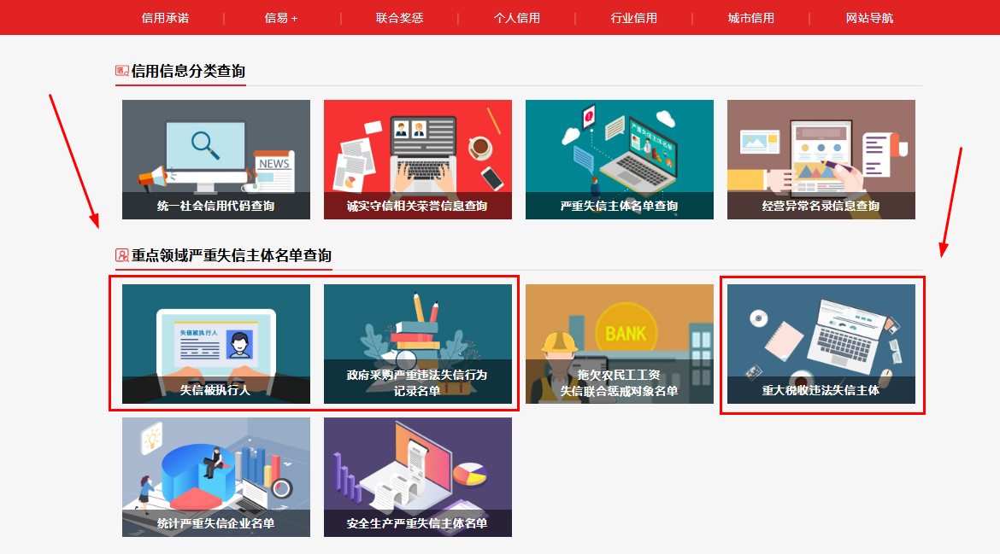 信用承诺
信易 +
联合奖惩
个人信用
行业信用
城市信用
网站导航
信用信息分类查询
NEWS
统一社会信用代码查询
诚实守信相关荣誉信息查询
严重失信主体名单
严重失信主体名单查询
经营异常名录信息查询
重点领域严重失信主体名单查询
失信被执行人
失信被执行人
政府采购严重违法失信行为
记录名单
BANK
拖欠农民工工资
失信联合惩戒对象名单
重大税收违法失信主体
统计严重失信企业名单
安全生产严重失信主体名单